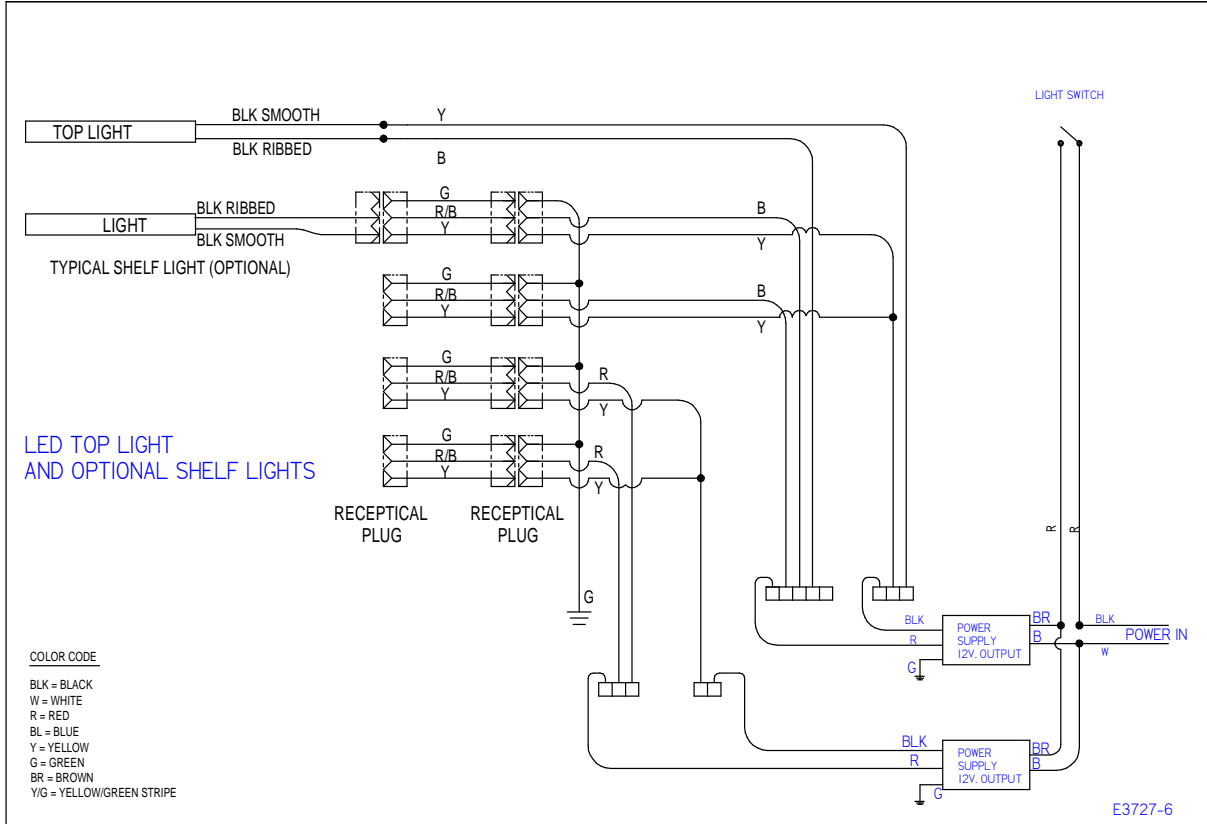 LIGHT SWITCH
BLK SMOOTH
Y
TOP LIGHT
BLK RIBBED
B
G
BLK RIBBED
R/B
B
LIGHT
Y
BLK SMOOTH
Y
TYPICAL SHELF LIGHT (OPTIONAL)
G
R/B
B
Y
Y
G
R/B
R
Y
Y
LED TOP LIGHT
AND OPTIONAL SHELF LIGHTS
G
R/B
R
Y
Y
RECEPTICAL
PLUG
RECEPTICAL
PLUG
R
R
G
BLK
R
G
POWER
SUPPLY
12V. OUTPUT
BR
B
BLK
POWER IN
W
COLOR CODE
BLK = BLACK
W = WHITE
R = RED
BL = BLUE
Y = YELLOW
G = GREEN
BR = BROWN
Y/G = YELLOW/GREEN STRIPE
BLK
R
G
POWER
SUPPLY
12V. OUTPUT
BR
B
E3727-6